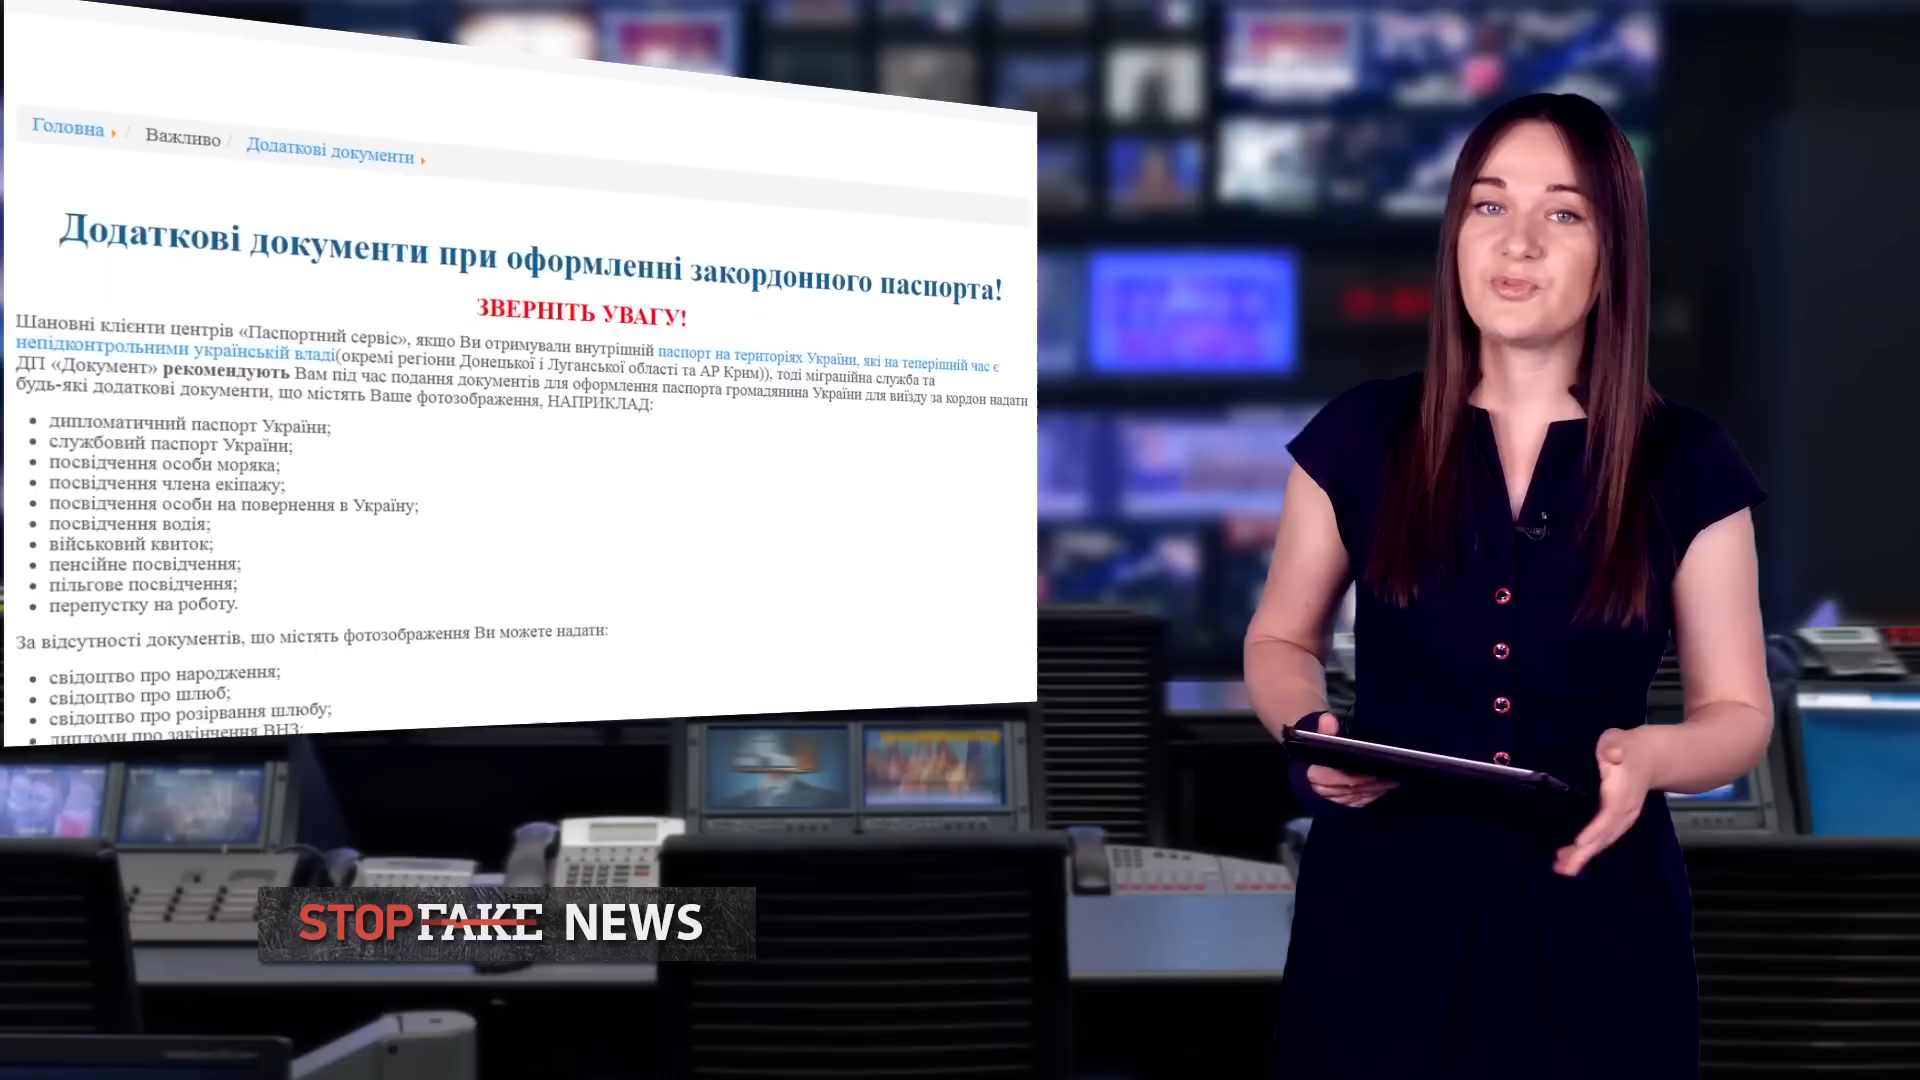 Головна / Важливо / Додаткові документи
Додаткові документи при оформленні закордонного паспорта!
ЗВЕРНІТЬ УВАГУ!
Шановні клієнти центрів «Паспортний сервіс», якщо Ви отримували внутрішній паспорт на територіях України, які на теперішній час є
непідконтрольними українській владі(окремі регіони Донецької і Луганської області та АР Крим)), тоді міграційна служба та
ДП «Документ» рекомендують Вам під час подання документів для оформлення паспорта громадянина України для виїзду за кордон надати
будь-які додаткові документи, що містять Ваше фотозображення, НАПРИКЛАД:
дипломатичний паспорт України;
службовий паспорт України;
посвідчення особи моряка;
посвідчення члена екіпажу;
посвідчення особи на повернення в Україну;
посвідчення водія;
військовий квиток;
пенсійне посвідчення;
пільгове посвідчення;
перепустку на роботу.
За відсутності документів, що містять фотозображення Ви можете надати:
свідоцтво про народження;
свідоцтво про шлюб;
свідоцтво про розірвання шлюбу;
дипломи про закінчення ВНЗ;
STOPFAKE NEWS